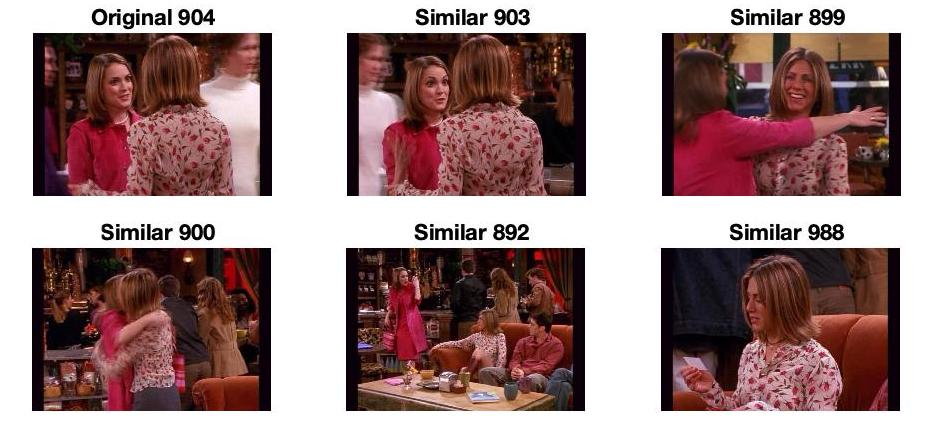 Original 904
Similar 903
Similar 899
Similar 900
Similar 892
Similar 988